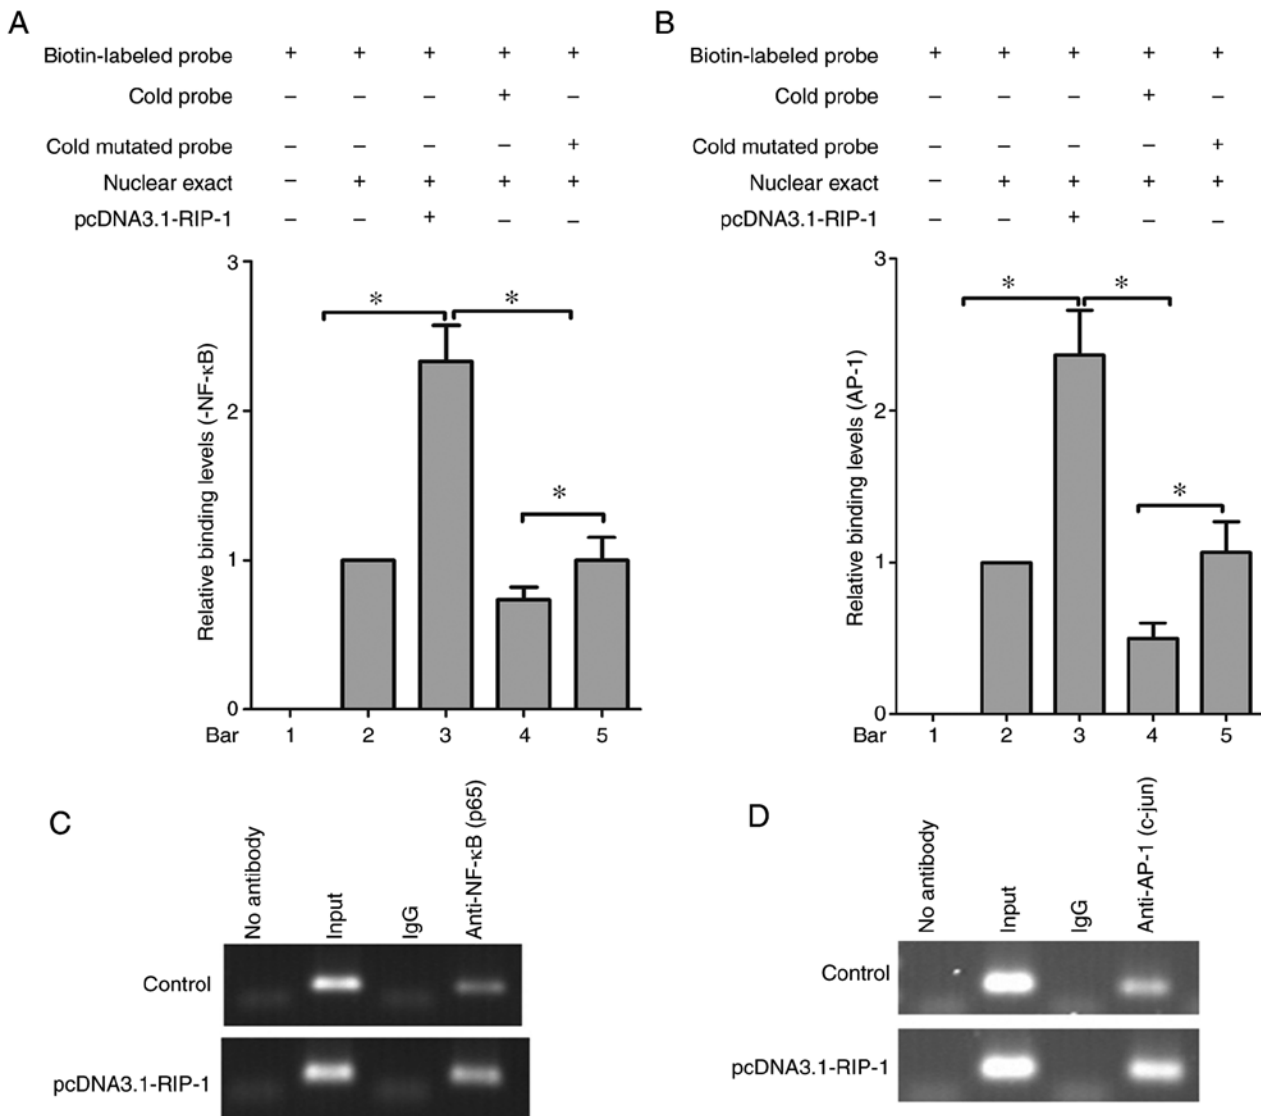 A
Biotin-labeled probe + + + + +
Cold probe – – – + –
Cold mutated probe – – – – +
Nuclear exact – + + + +
pcDNA3.1-RIP-1 – – + – –
Relative binding levels (-NF-κB)
3
2
1
0
* * *
Bar 1 2 3 4 5
B
Biotin-labeled probe + + + + +
Cold probe – – – + –
Cold mutated probe – – – – +
Nuclear exact – + + + +
pcDNA3.1-RIP-1 – – + – –
Relative binding levels (AP-1)
3
2
1
0
* * *
Bar 1 2 3 4 5
C
No antibody
Input
IgG
Anti-NF-κB (p65)
Control
pcDNA3.1-RIP-1
D
No antibody
Input
IgG
Anti-AP-1 (c-jun)
Control
pcDNA3.1-RIP-1